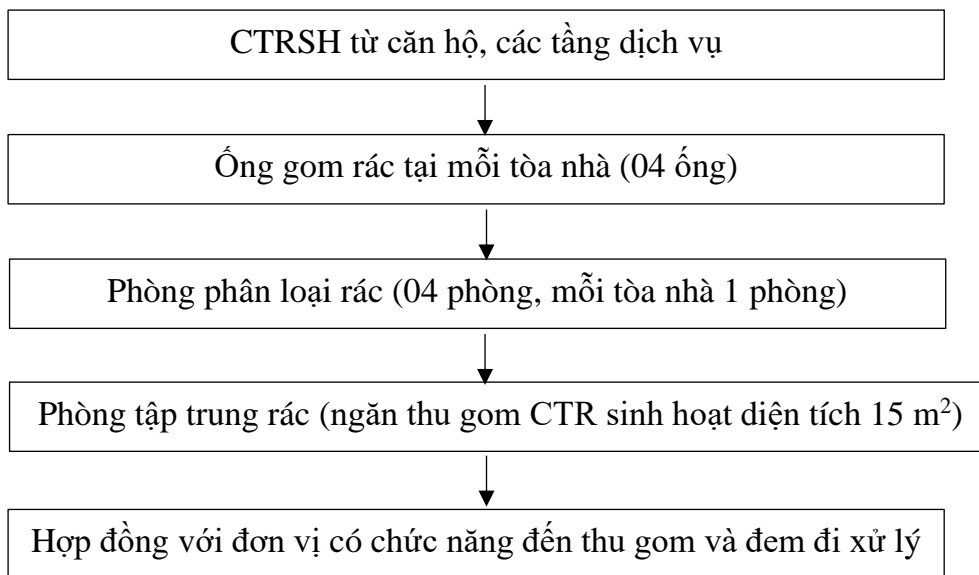 CTRSH từ căn hộ, các tầng dịch vụ
Ống gom rác tại mỗi tòa nhà (04 ống)
Phòng phân loại rác (04 phòng, mỗi tòa nhà 1 phòng)
Phòng tập trung rác (ngăn thu gom CTR sinh hoạt diện tích 15 m²)
Hợp đồng với đơn vị có chức năng đến thu gom và đem đi xử lý